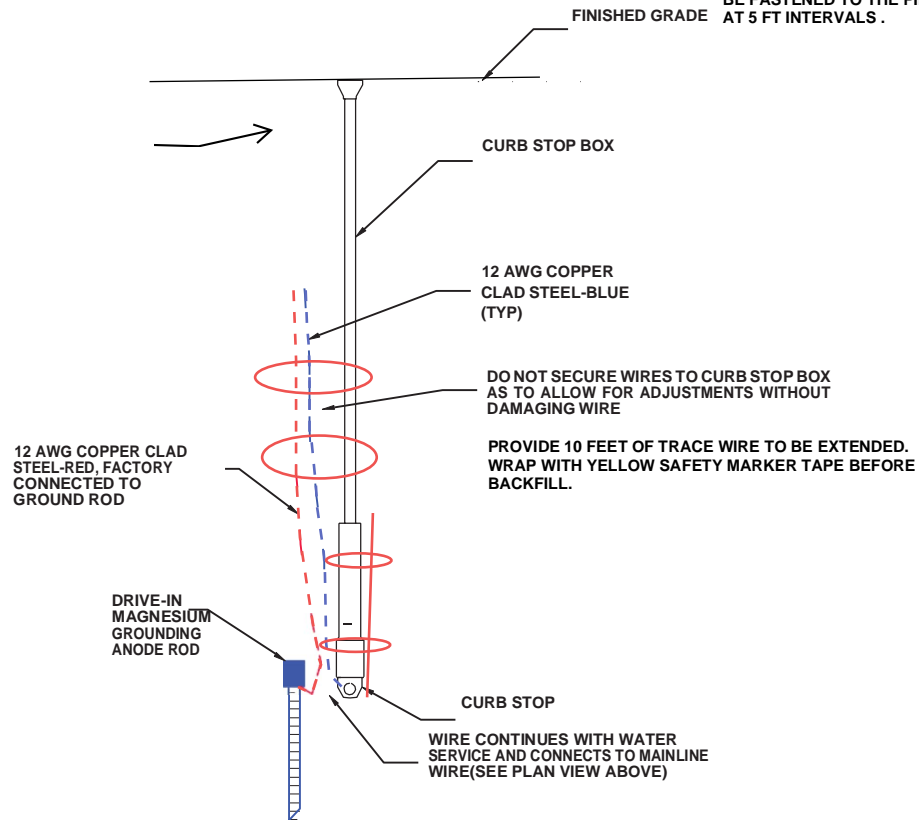 BE FASTENED TO THE
AT 5 FT INTERVALS .
FINISHED GRADE
CURB STOP BOX
12 AWG COPPER
CLAD STEEL-BLUE
(TYP)
DO NOT SECURE WIRES TO CURB STOP BOX
AS TO ALLOW FOR ADJUSTMENTS WITHOUT
DAMAGING WIRE
PROVIDE 10 FEET OF TRACE WIRE TO BE EXTENDED.
WRAP WITH YELLOW SAFETY MARKER TAPE BEFORE
BACKFILL.
12 AWG COPPER CLAD
STEEL-RED, FACTORY
CONNECTED TO
GROUND ROD
DRIVE-IN
MAGNESIUM
GROUNDING
ANODE ROD
CURB STOP
WIRE CONTINUES WITH WATER
SERVICE AND CONNECTS TO MAINLINE
WIRE(SEE PLAN VIEW ABOVE)